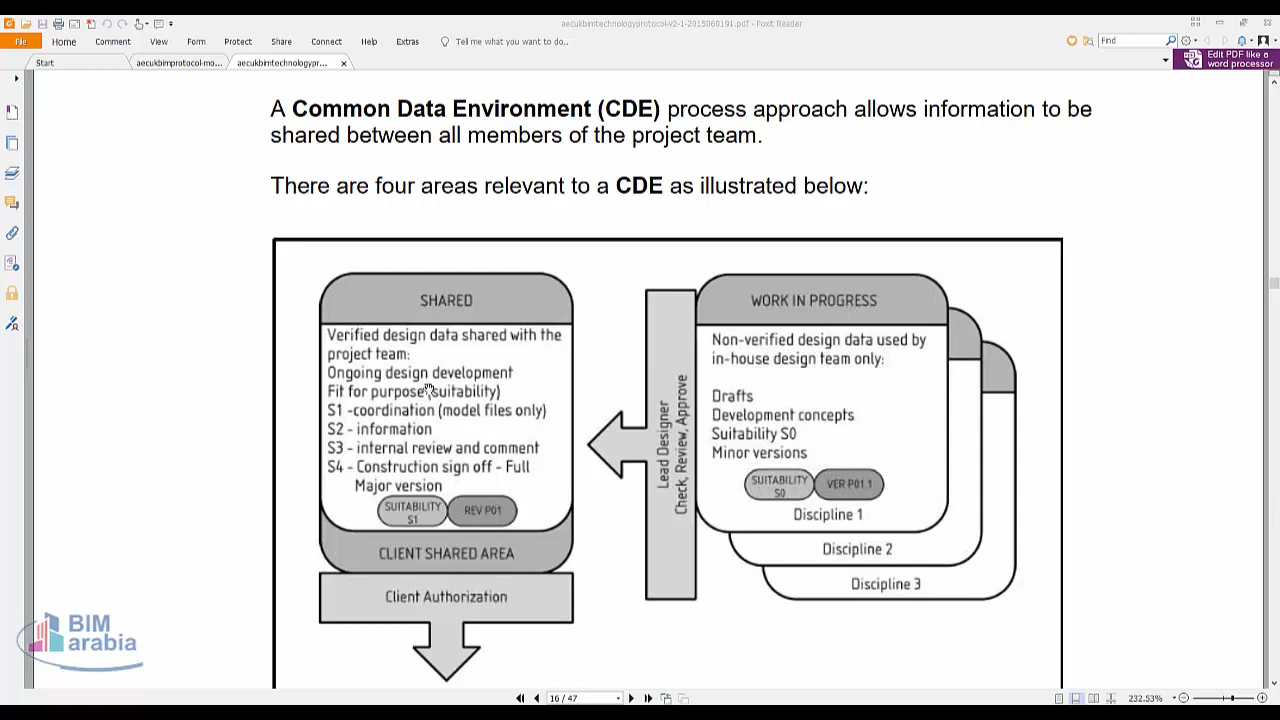 aecukbimtechnologyprotocol-v2-1-2015060191.pdf - Foxit Reader
File Home Comment View Form Protect Share Connect Help Extras Tell me what you want to do.. Find
Edit PDF like a
word processor
Start aecukbimprotocol-mo... aecukbimtechnologypr...
A Common Data Environment (CDE) process approach allows information to be
shared between all members of the project team.
There are four areas relevant to a CDE as illustrated below:
SHARED
Verified design data shared with the
project team:
Ongoing design development
Fit for purpose suitability)
S1 -coordination (model files only)
S2 - information
S3 - internal review and comment
S4 - Construction sign off - Full
Major version
SUITABILITY
S1
REV P01
CLIENT SHARED AREA
Client Authorization
Lead Designer
Check, Review, Approve
WORK IN PROGRESS
Non-verified design data used by
in-house design team only:
Drafts
Development concepts
Suitability S0
Minor versions
SUITABILITY
S0
VER P01 1
Discipline 1
Discipline 2
Discipline 3
BIM
arabia
16 / 47
232.53%